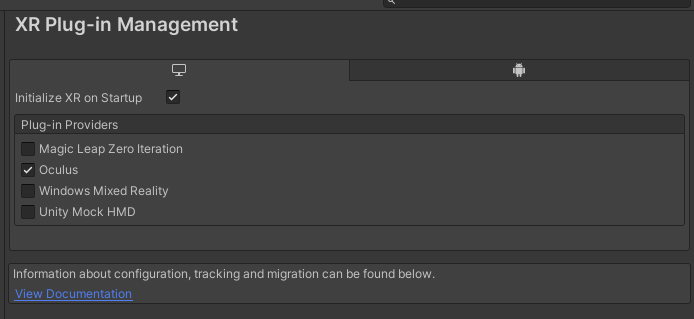 XR Plug-in Management
Initialize XR on Startup
Plug-in Providers
Magic Leap Zero Iteration
Oculus
Windows Mixed Reality
Unity Mock HMD
Information about configuration, tracking and migration can be found below.
View Documentation